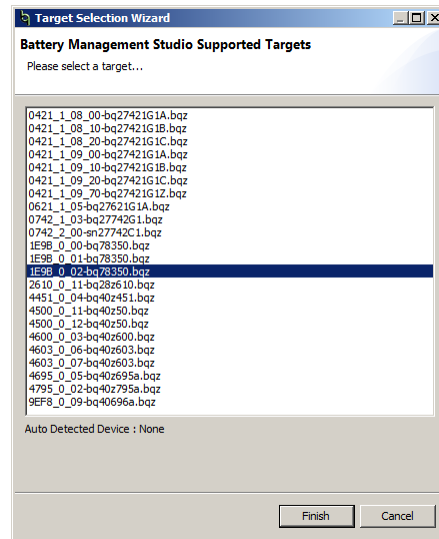 Target Selection Wizard
Battery Management Studio Supported Targets
Please select a target...
0421_1_08_00-bq27421G1A.bqz
0421_1_08_10-bq27421G1B.bqz
0421_1_08_20-bq27421G1C.bqz
0421_1_09_00-bq27421G1A.bqz
0421_1_09_10-bq27421G1B.bqz
0421_1_09_20-bq27421G1C.bqz
0421_1_09_70-bq27421G1Z.bqz
0621_1_05-bq27621G1A.bqz
0742_1_03-bq27742G1.bqz
0742_2_00-sn27742C1.bqz
1E9B_0_00-bq78350.bqz
1E9B_0_01-bq78350.bqz
1E9B_0_02-bq78350.bqz
2610_0_11-bq28z610.bqz
4451_0_04-bq40z451.bqz
4500_0_11-bq40z50.bqz
4500_0_12-bq40z50.bqz
4600_0_03-bq40z600.bqz
4603_0_06-bq40z603.bqz
4603_0_07-bq40z603.bqz
4695_0_05-bq40z695a.bqz
4795_0_02-bq40z795a.bqz
9EF8_0_09-bq40696a.bqz
Auto Detected Device : None
Finish Cancel